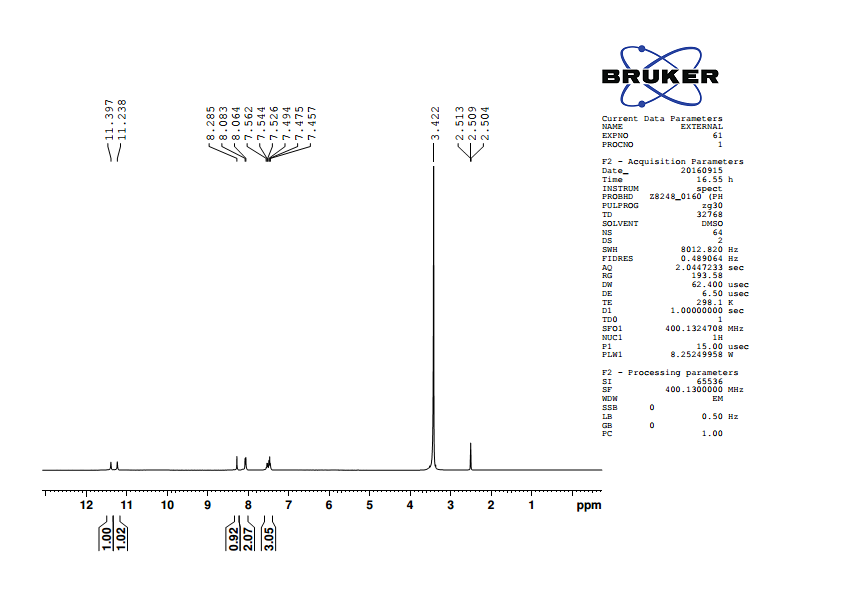 BRUKER
Current Data Parameters
NAME EXTERNAL
EXPNO 61
PROCNO 1
F2 - Acquisition Parameters
Date_ 20160915
Time 16.55 h
INSTRUM spect
PROBHD Z8248_0160 (PH
PULPROG zg30
TD 32768
SOLVENT DMSO
NS 64
DS 2
SWH 8012.820 Hz
FIDRES 0.489064 Hz
AQ 2.0447233 sec
RG 193.58
DW 62.400 usec
DE 6.50 usec
TE 298.1 K
D1 1.00000000 sec
TD0 1
SFO1 400.1324708 MHz
NUC1 1H
P1 15.00 usec
PLW1 8.25249958 W
F2 - Processing parameters
SI 65536
SF 400.1300000 MHz
WDW EM
SSB 0
LB 0.50 Hz
GB 0
PC 1.00
11.397
11.238
8.285
8.083
8.064
7.562
7.544
7.526
7.494
7.475
7.457
3.422
2.513
2.509
2.504
12 11 10 9 8 7 6 5 4 3 2 1 ppm
1.00
1.02
0.92
2.07
3.05